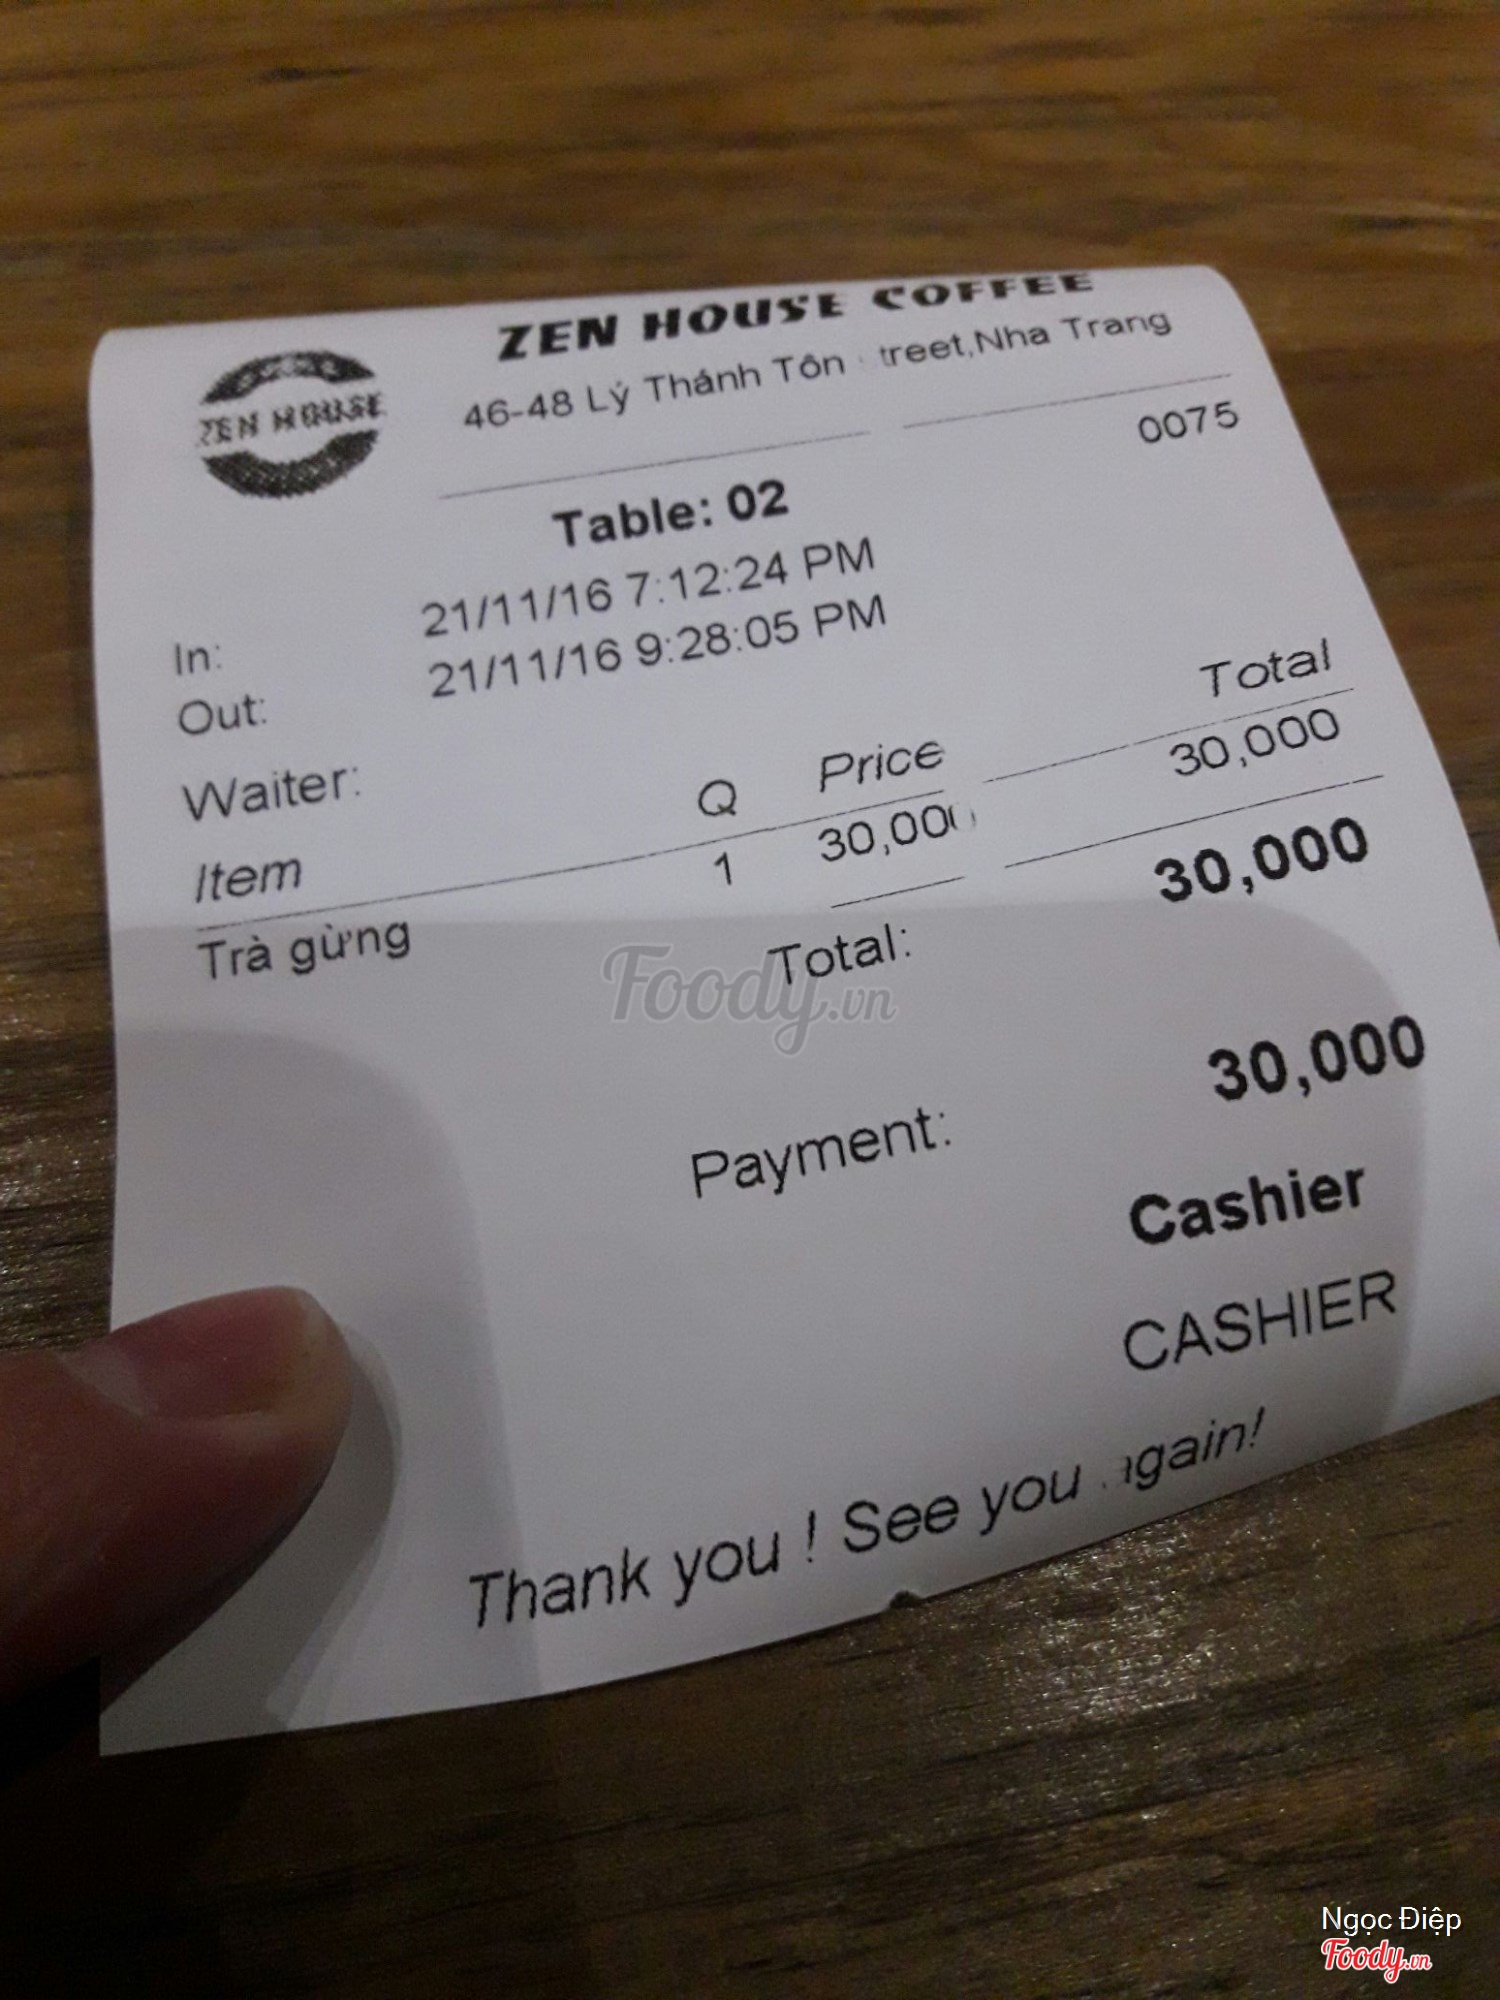 ZEN HOUSE COFFEE
ZEN HOUSE
46-48 Lý Thánh Tôn treet,Nha Trang
0075
Table: 02
In: 21/11/16 7:12:24 PM
Out: 21/11/16 9:28:05 PM
Waiter:
Item Q Price Total
Trà gừng 1 30,000 30,000
Total: 30,000
Foody.vn
Payment: 30,000
Cashier
CASHIER
Thank you ! See you again!
Ngọc Điệp
Foody.vn